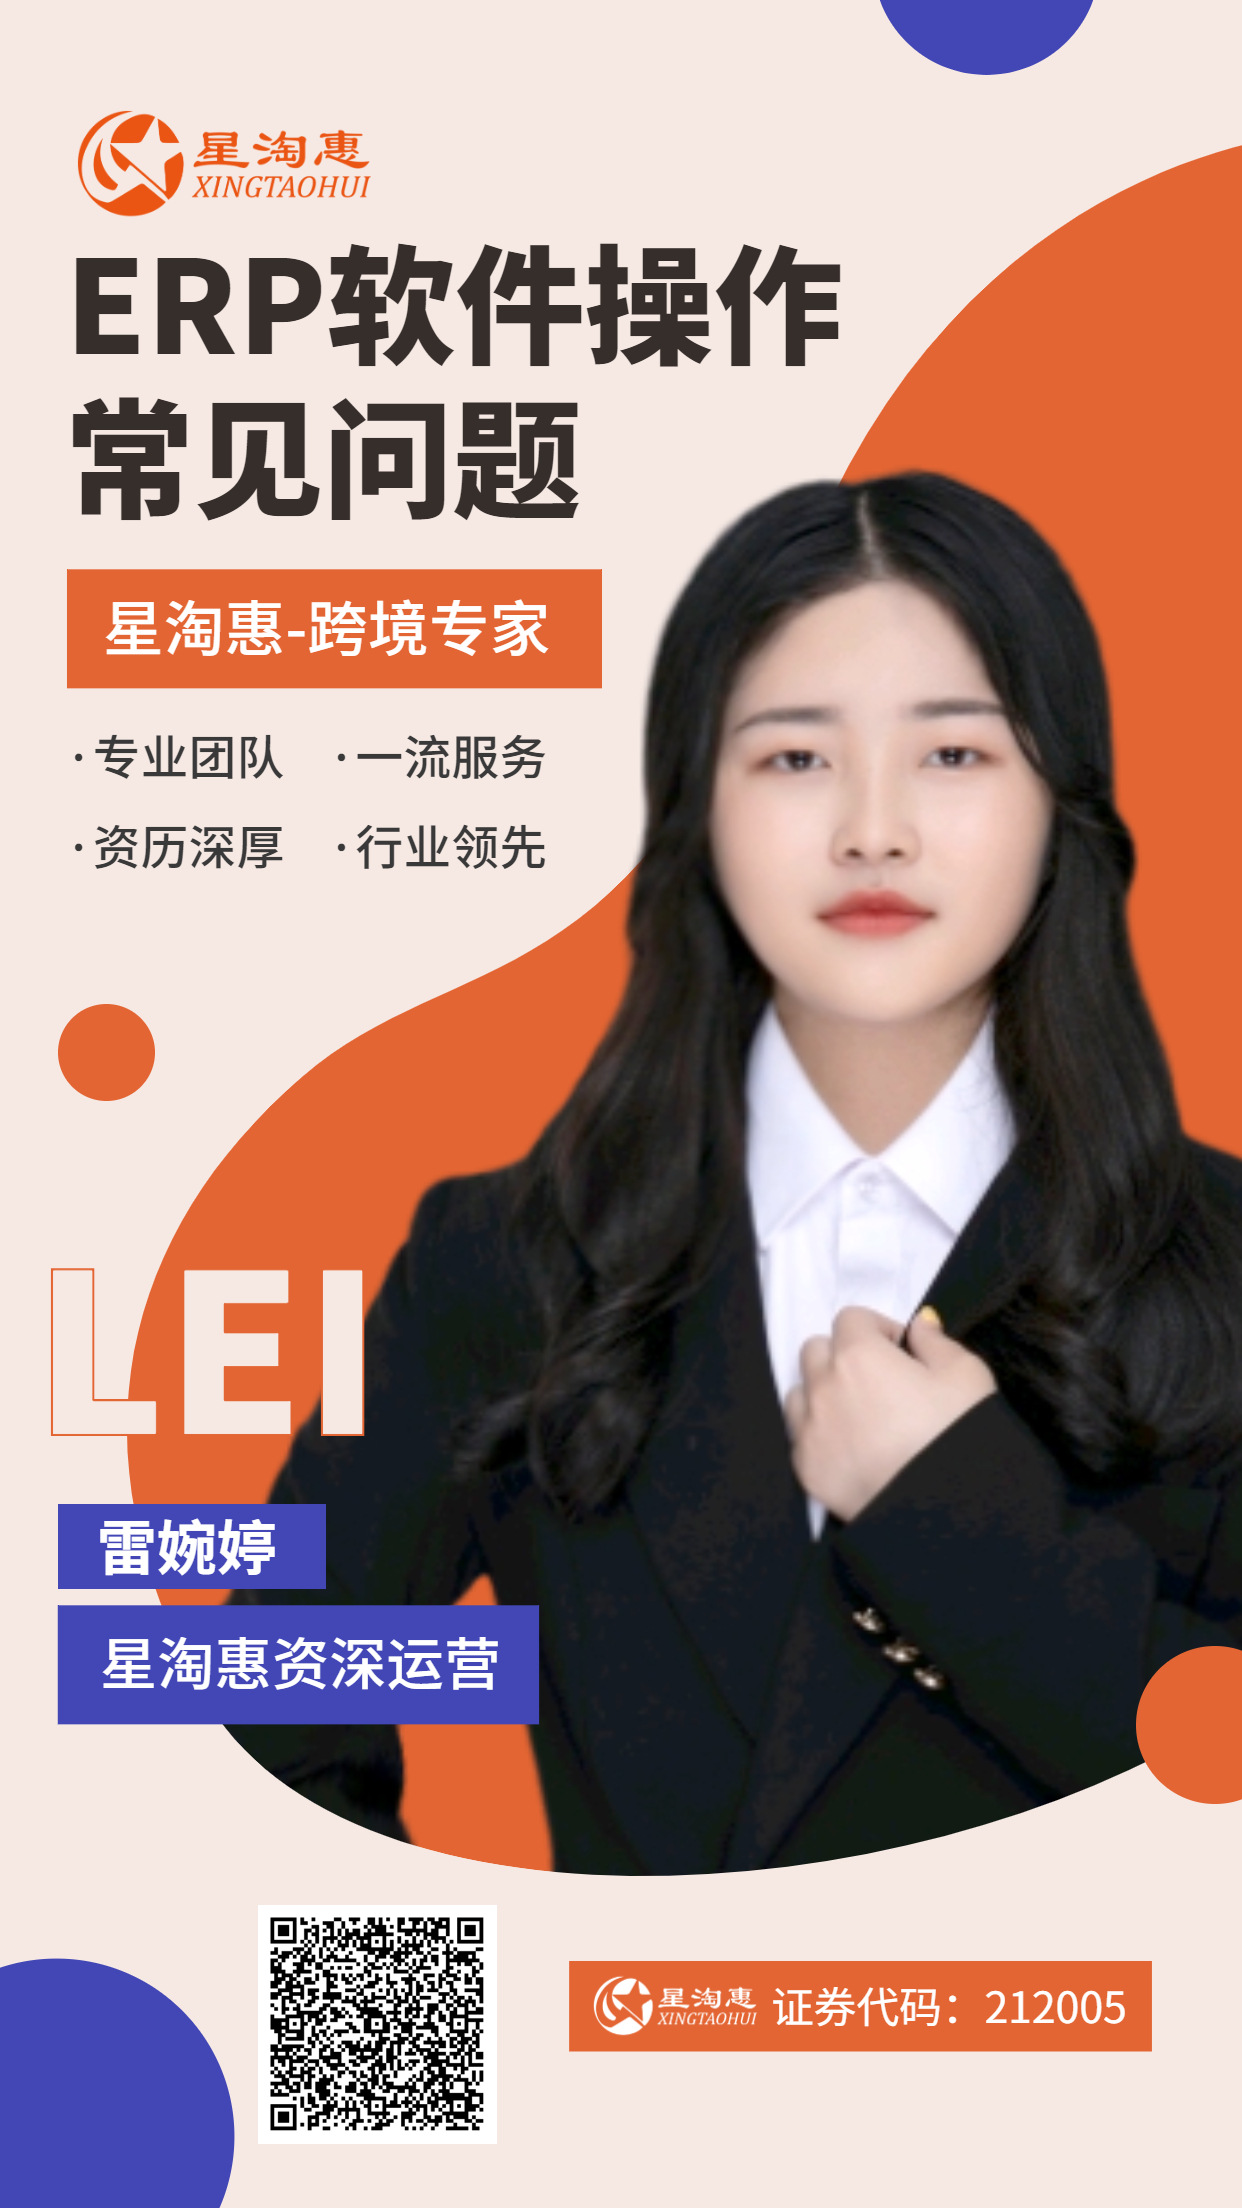 星淘惠
XINGTAOHUI
ERP软件操作
常见问题
星淘惠-跨境专家
·专业团队 ·一流服务
·资历深厚 ·行业领先
LEI
雷婉婷
星淘惠资深运营
星淘惠
XINGTAOHUI
证券代码：212005